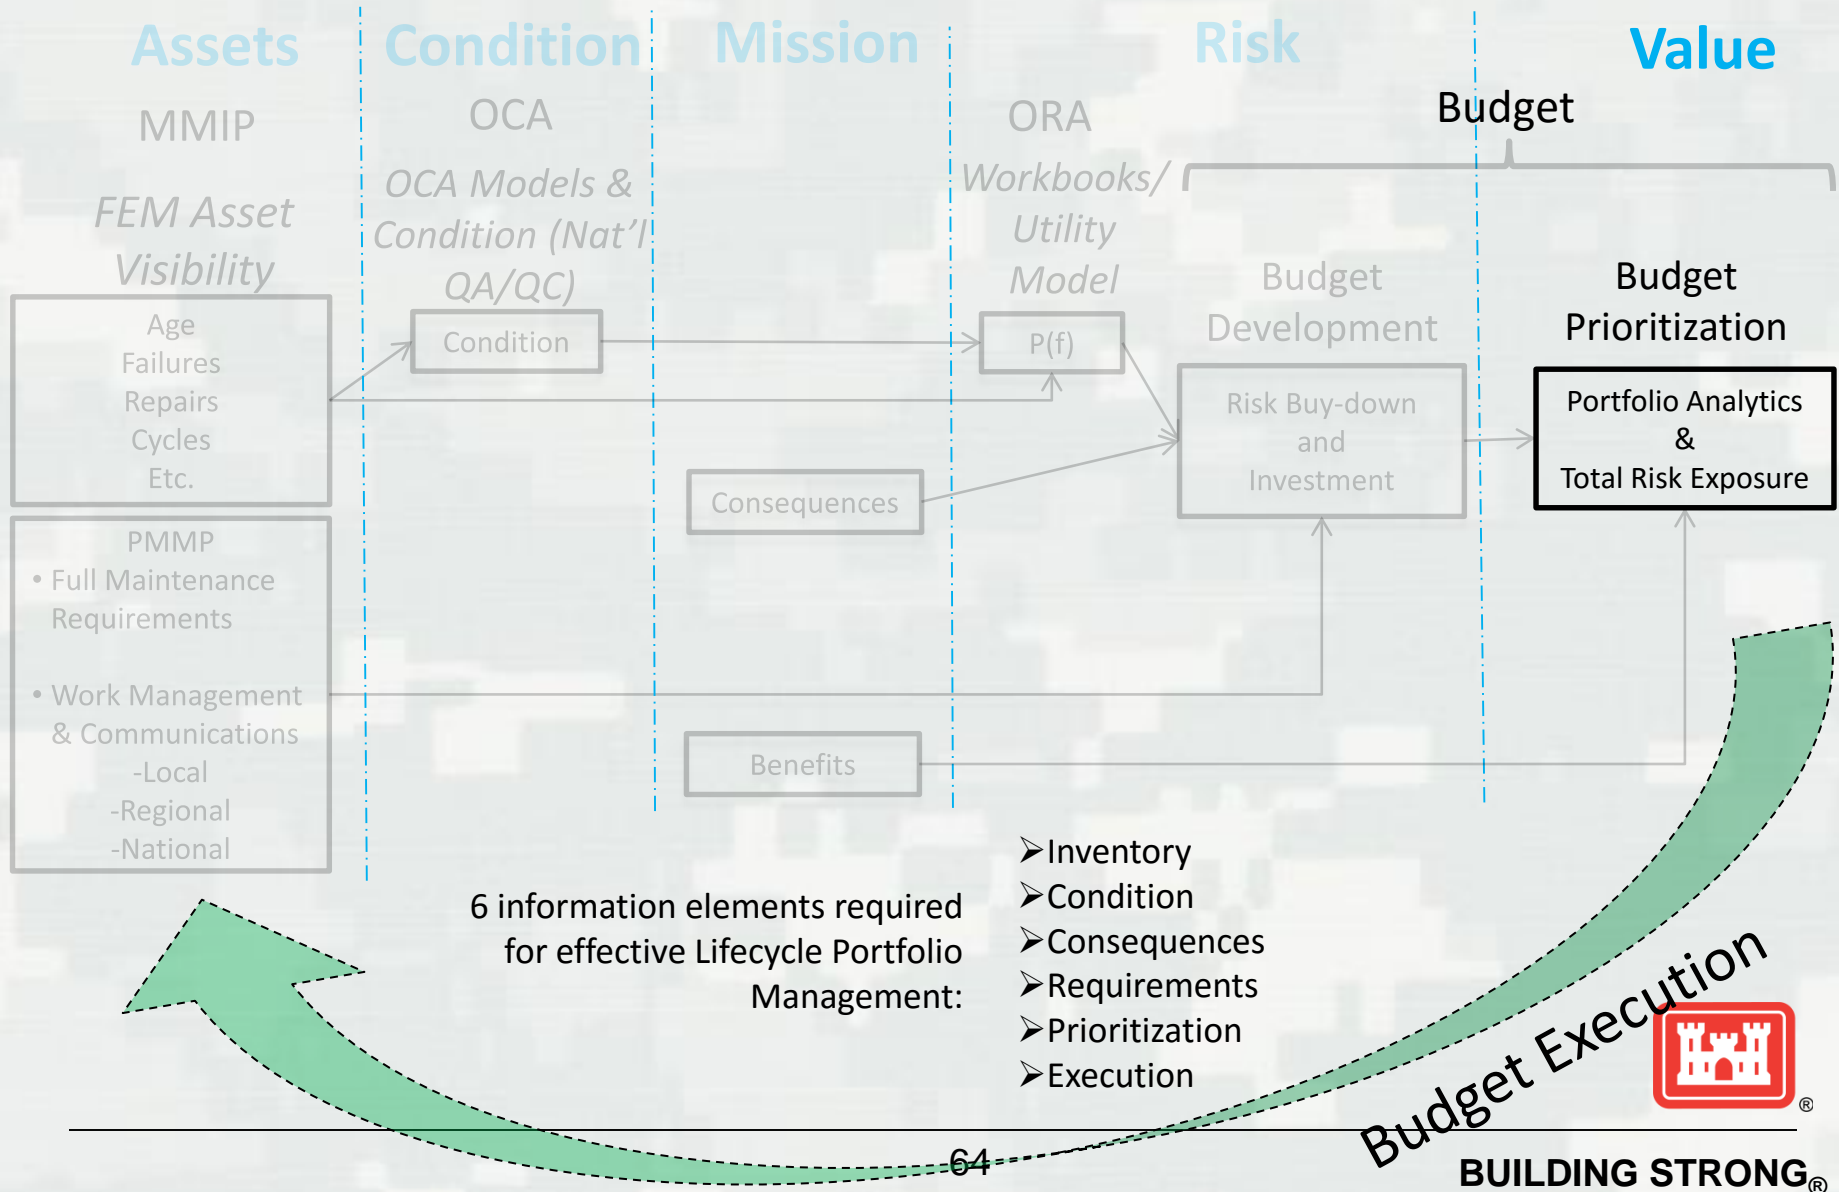 Assets
Condition
Mission
Risk
Value
MMIP
OCA
ORA
Budget
FEM Asset
Visibility
OCA Models &
Condition (Nat’l
QA/QC)
Workbooks/
Utility
Model
Budget
Development
Budget
Prioritization
Age
Failures
Repairs
Cycles
Etc.
Condition
P(f)
Consequences
Risk Buy-down
and
Investment
Portfolio Analytics
&
Total Risk Exposure
PMMP
• Full Maintenance
Requirements
• Work Management
& Communications
-Local
-Regional
-National
Benefits
6 information elements required
for effective Lifecycle Portfolio
Management:
➢Inventory
➢Condition
➢Consequences
➢Requirements
➢Prioritization
➢Execution
Budget Execution
®
64
BUILDING STRONG®